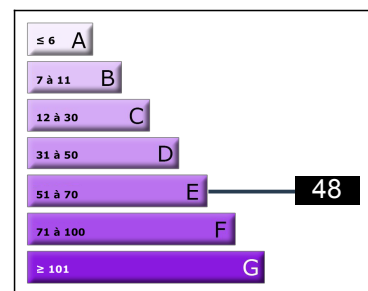 ≤ 6 A
7 à 11 B
12 à 30 C
31 à 50 D
51 à 70 E 48
71 à 100 F
≥ 101 G